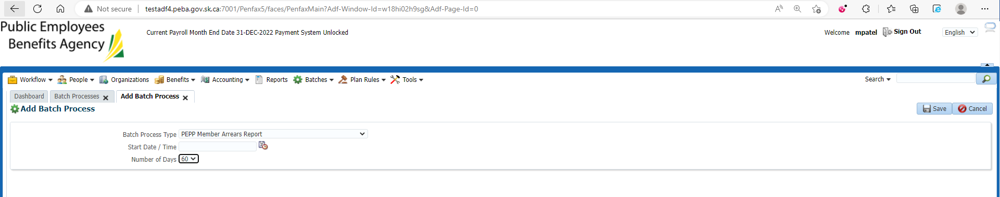 Not secure | testadf4.peba.gov.sk.ca:7001/Penfax5/faces/PenfaxMain?Adf-Window-Id=w18hi02h9sg&Adf-Page-Id=0
Public Employees
Benefits Agency
Current Payroll Month End Date 31-DEC-2022 Payment System Unlocked
Welcome mpatel Sign Out English
Workflow People Organizations Benefits Accounting Reports Batches Plan Rules Tools Search
Dashboard Batch Processes Add Batch Process
Add Batch Process Save Cancel
Batch Process Type PEPP Member Arrears Report
Start Date / Time
Number of Days 60